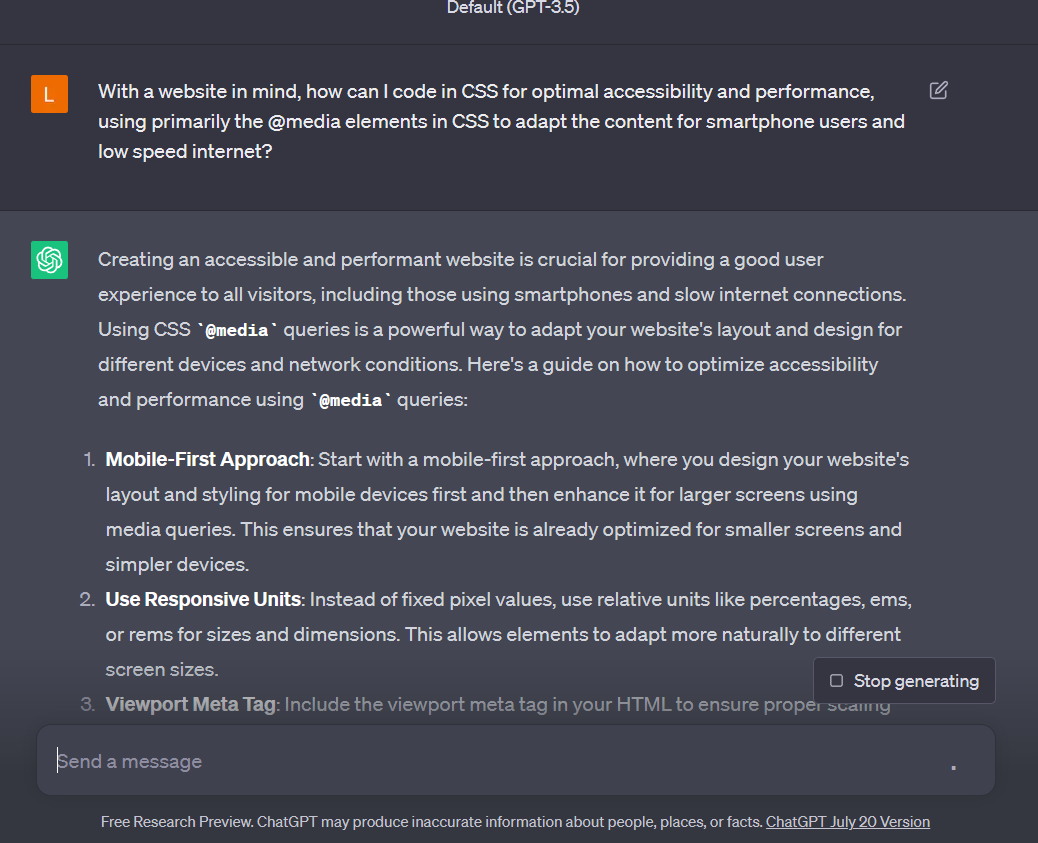 Default (GPT-3.5)
L
With a website in mind, how can I code in CSS for optimal accessibility and performance,
using primarily the @media elements in CSS to adapt the content for smartphone users and
low speed internet?
Creating an accessible and performant website is crucial for providing a good user
experience to all visitors, including those using smartphones and slow internet connections.
Using CSS `@media` queries is a powerful way to adapt your website's layout and design for
different devices and network conditions. Here's a guide on how to optimize accessibility
and performance using `@media` queries:
1. Mobile-First Approach: Start with a mobile-first approach, where you design your website's
layout and styling for mobile devices first and then enhance it for larger screens using
media queries. This ensures that your website is already optimized for smaller screens and
simpler devices.
2. Use Responsive Units: Instead of fixed pixel values, use relative units like percentages, ems,
or rems for sizes and dimensions. This allows elements to adapt more naturally to different
screen sizes.
Stop generating
3. Viewport Meta Tag: Include the viewport meta tag in your HTML to ensure proper scaling
Send a message
Free Research Preview. ChatGPT may produce inaccurate information about people, places, or facts. ChatGPT July 20 Version